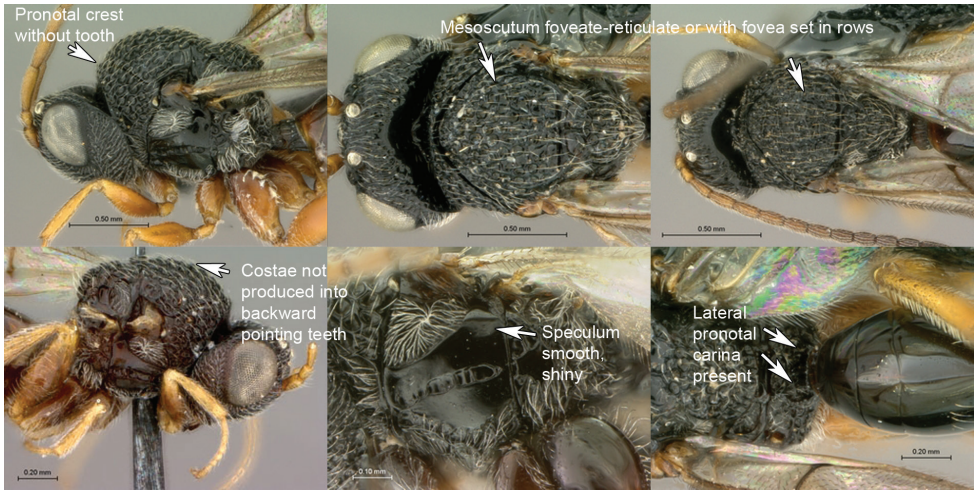 Pronotal crest
without tooth
Mesoscutum foveate-reticulate or with fovea set in rows
0.50 mm
0.50 mm
0.50 mm
Costae not
produced into
backward
pointing teeth
Speculum
smooth,
shiny
Lateral
pronotal
carina
present
0.20 mm
0.10 mm
0.20 mm